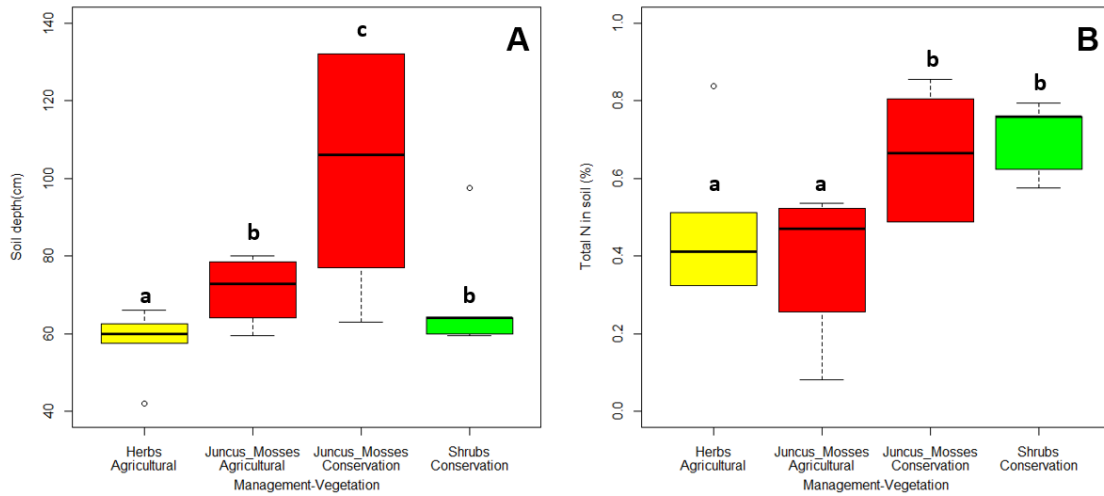 A
Soil depth(cm)
140
120
100
80
60
40
a
b
c
b
Herbs Juncus_Mosses Juncus_Mosses Shrubs
Agricultural Agricultural Conservation Conservation
Management-Vegetation
B
Total N in soil (%)
1.0
0.8
0.6
0.4
0.2
0.0
a
a
b
b
Herbs Juncus_Mosses Juncus_Mosses Shrubs
Agricultural Agricultural Conservation Conservation
Management-Vegetation